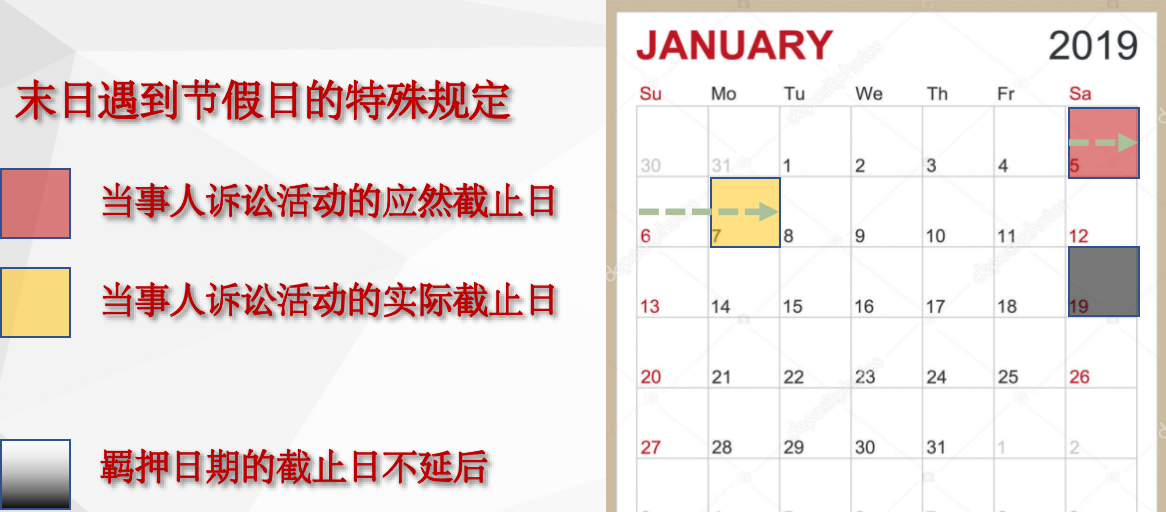 末日遇到节假日的特殊规定
当事人诉讼活动的应然截止日
当事人诉讼活动的实际截止日
羁押日期的截止日不延后
JANUARY 2019
Su Mo Tu We Th Fr Sa
30 31 1 2 3 4 5
6 7 8 9 10 11 12
13 14 15 16 17 18 19
20 21 22 23 24 25 26
27 28 29 30 31 1 2
depositphotos